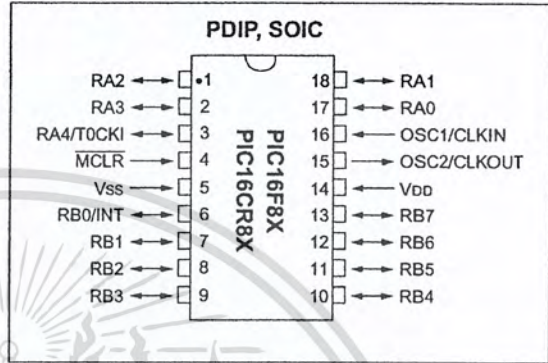 PDIP, SOIC
RA2 •1 18 RA1
RA3 2 17 RA0
RA4/T0CKI 3 16 OSC1/CLKIN
MCLR 4 15 OSC2/CLKOUT
VSS 5 14 VDD
RB0/INT 6 13 RB7
RB1 7 12 RB6
RB2 8 11 RB5
RB3 9 10 RB4
PIC16F8X
PIC16CR8X